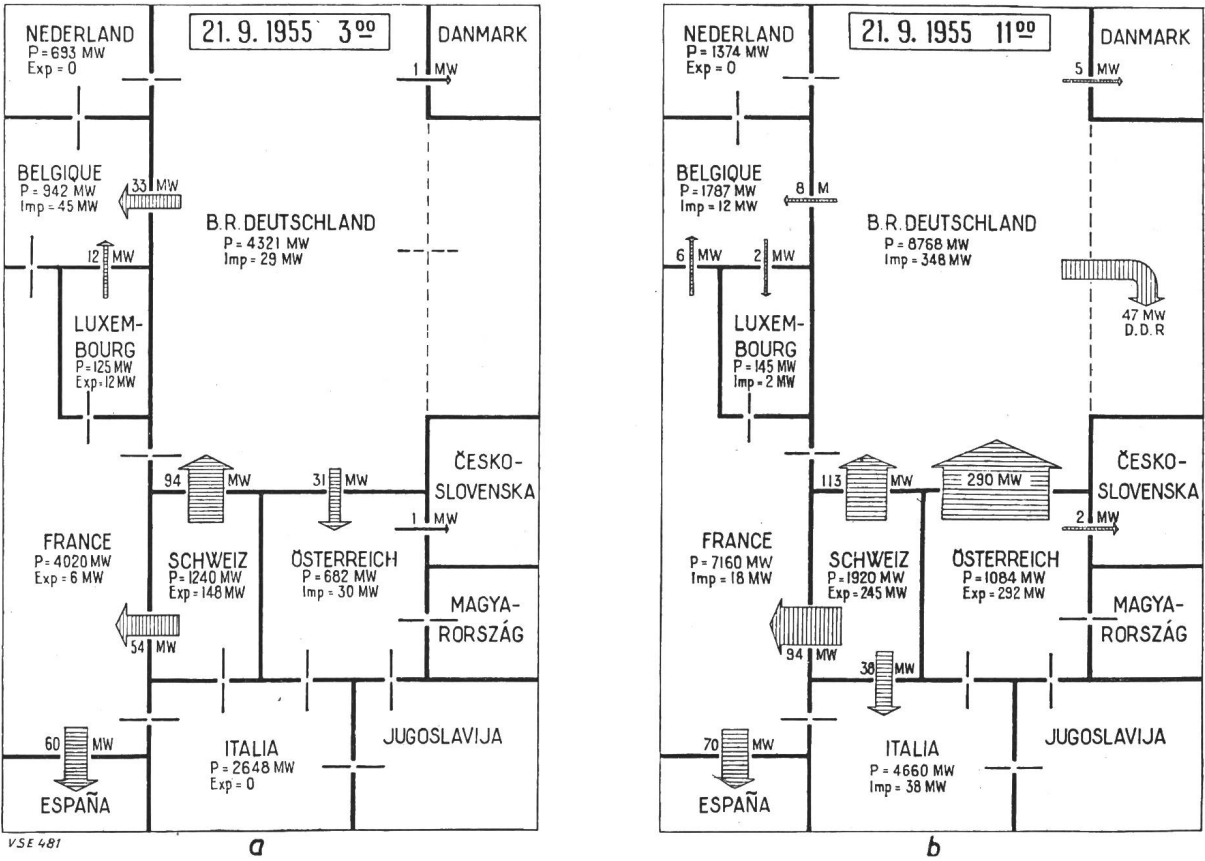 21. 9. 1955 3⁰⁰
NEDERLAND
P = 693 MW
Exp = 0
DANMARK
1 MW
BELGIQUE
P = 942 MW
Imp = 45 MW
33 MW
B.R. DEUTSCHLAND
P = 4321 MW
Imp = 29 MW
12 MW
LUXEM-
BOURG
P = 125 MW
Exp = 12 MW
94 MW
31 MW
ČESKO-
SLOVENSKA
1 MW
FRANCE
P = 4020 MW
Exp = 6 MW
SCHWEIZ
P = 1240 MW
Exp = 148 MW
ÖSTERREICH
P = 682 MW
Imp = 30 MW
MAGYA-
RORSZÁG
54 MW
60 MW
ITALIA
P = 2648 MW
Exp = 0
JUGOSLAVIJA
ESPAÑA
VSE 481
a
21. 9. 1955 11⁰⁰
NEDERLAND
P = 1374 MW
Exp = 0
DANMARK
5 MW
BELGIQUE
P = 1787 MW
Imp = 12 MW
8 M
B.R. DEUTSCHLAND
P = 8768 MW
Imp = 348 MW
6 MW
2 MW
47 MW
D.D.R
LUXEM-
BOURG
P = 145 MW
Imp = 2 MW
113 MW
290 MW
ČESKO-
SLOVENSKA
2 MW
FRANCE
P = 7160 MW
Imp = 18 MW
SCHWEIZ
P = 1920 MW
Exp = 245 MW
ÖSTERREICH
P = 1084 MW
Exp = 292 MW
MAGYA-
RORSZÁG
94 MW
38 MW
70 MW
ITALIA
P = 4660 MW
Imp = 38 MW
JUGOSLAVIJA
ESPAÑA
b